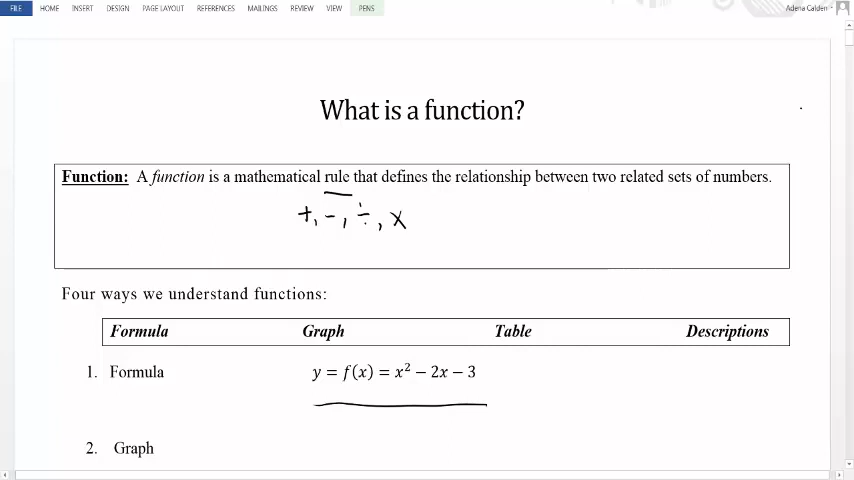 FILE HOME INSERT DESIGN PAGE LAYOUT REFERENCES MAILINGS REVIEW VIEW PENS Adena Calden
What is a function?
Function: A function is a mathematical rule that defines the relationship between two related sets of numbers.
+, -, ÷, x
Four ways we understand functions:
Formula Graph Table Descriptions
1. Formula y = f(x) = x² − 2x − 3
2. Graph